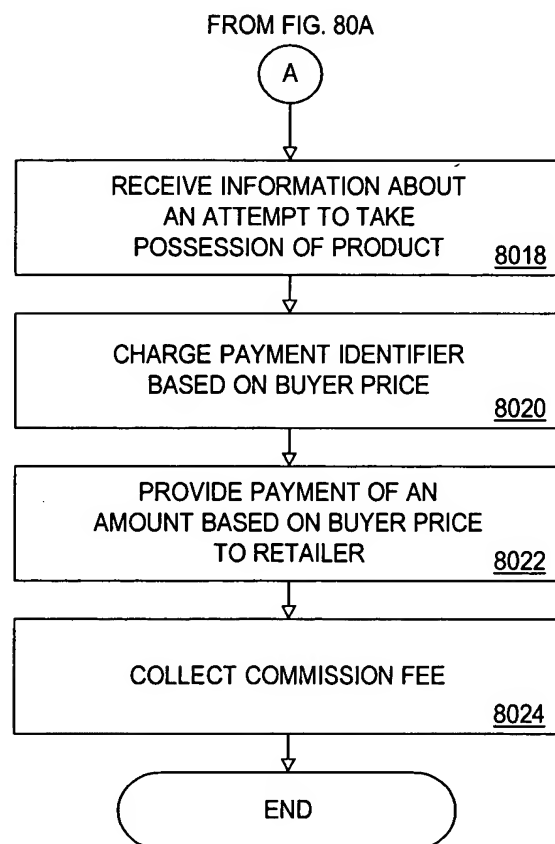 FROM FIG. 80A
A
RECEIVE INFORMATION ABOUT
AN ATTEMPT TO TAKE
POSSESSION OF PRODUCT
8018
CHARGE PAYMENT IDENTIFIER
BASED ON BUYER PRICE
8020
PROVIDE PAYMENT OF AN
AMOUNT BASED ON BUYER PRICE
TO RETAILER
8022
COLLECT COMMISSION FEE
8024
END